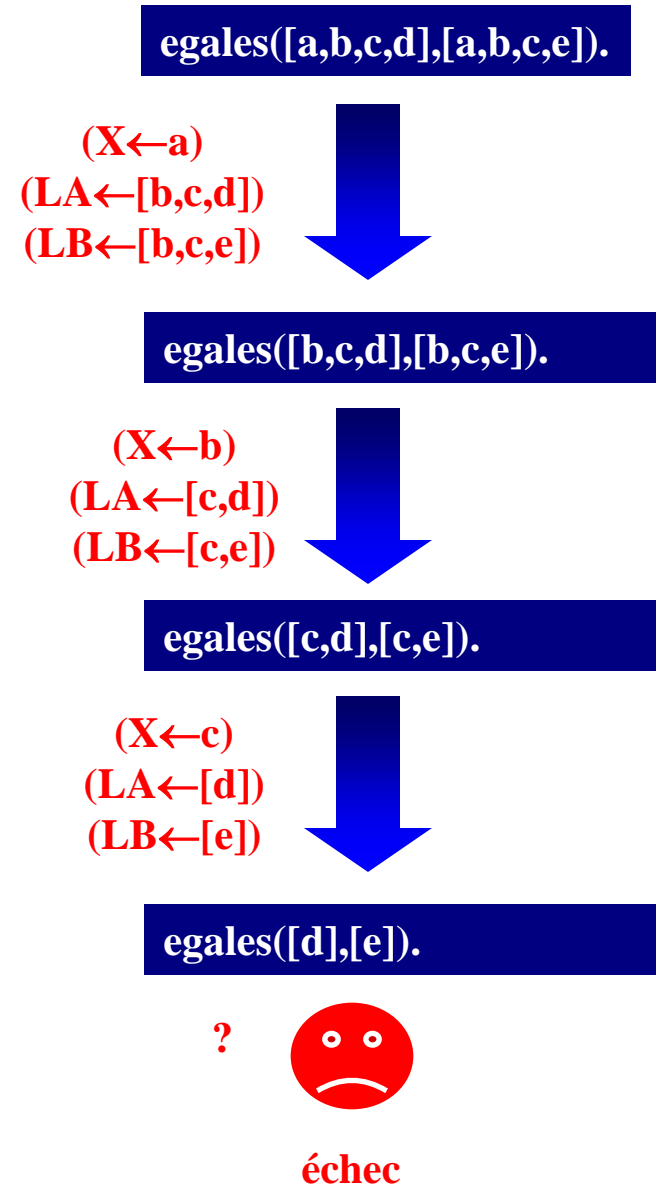 egales([a,b,c,d],[a,b,c,e]).
(X←a)
(LA←[b,c,d])
(LB←[b,c,e])
egales([b,c,d],[b,c,e]).
(X←b)
(LA←[c,d])
(LB←[c,e])
egales([c,d],[c,e]).
(X←c)
(LA←[d])
(LB←[e])
egales([d],[e]).
?
échec